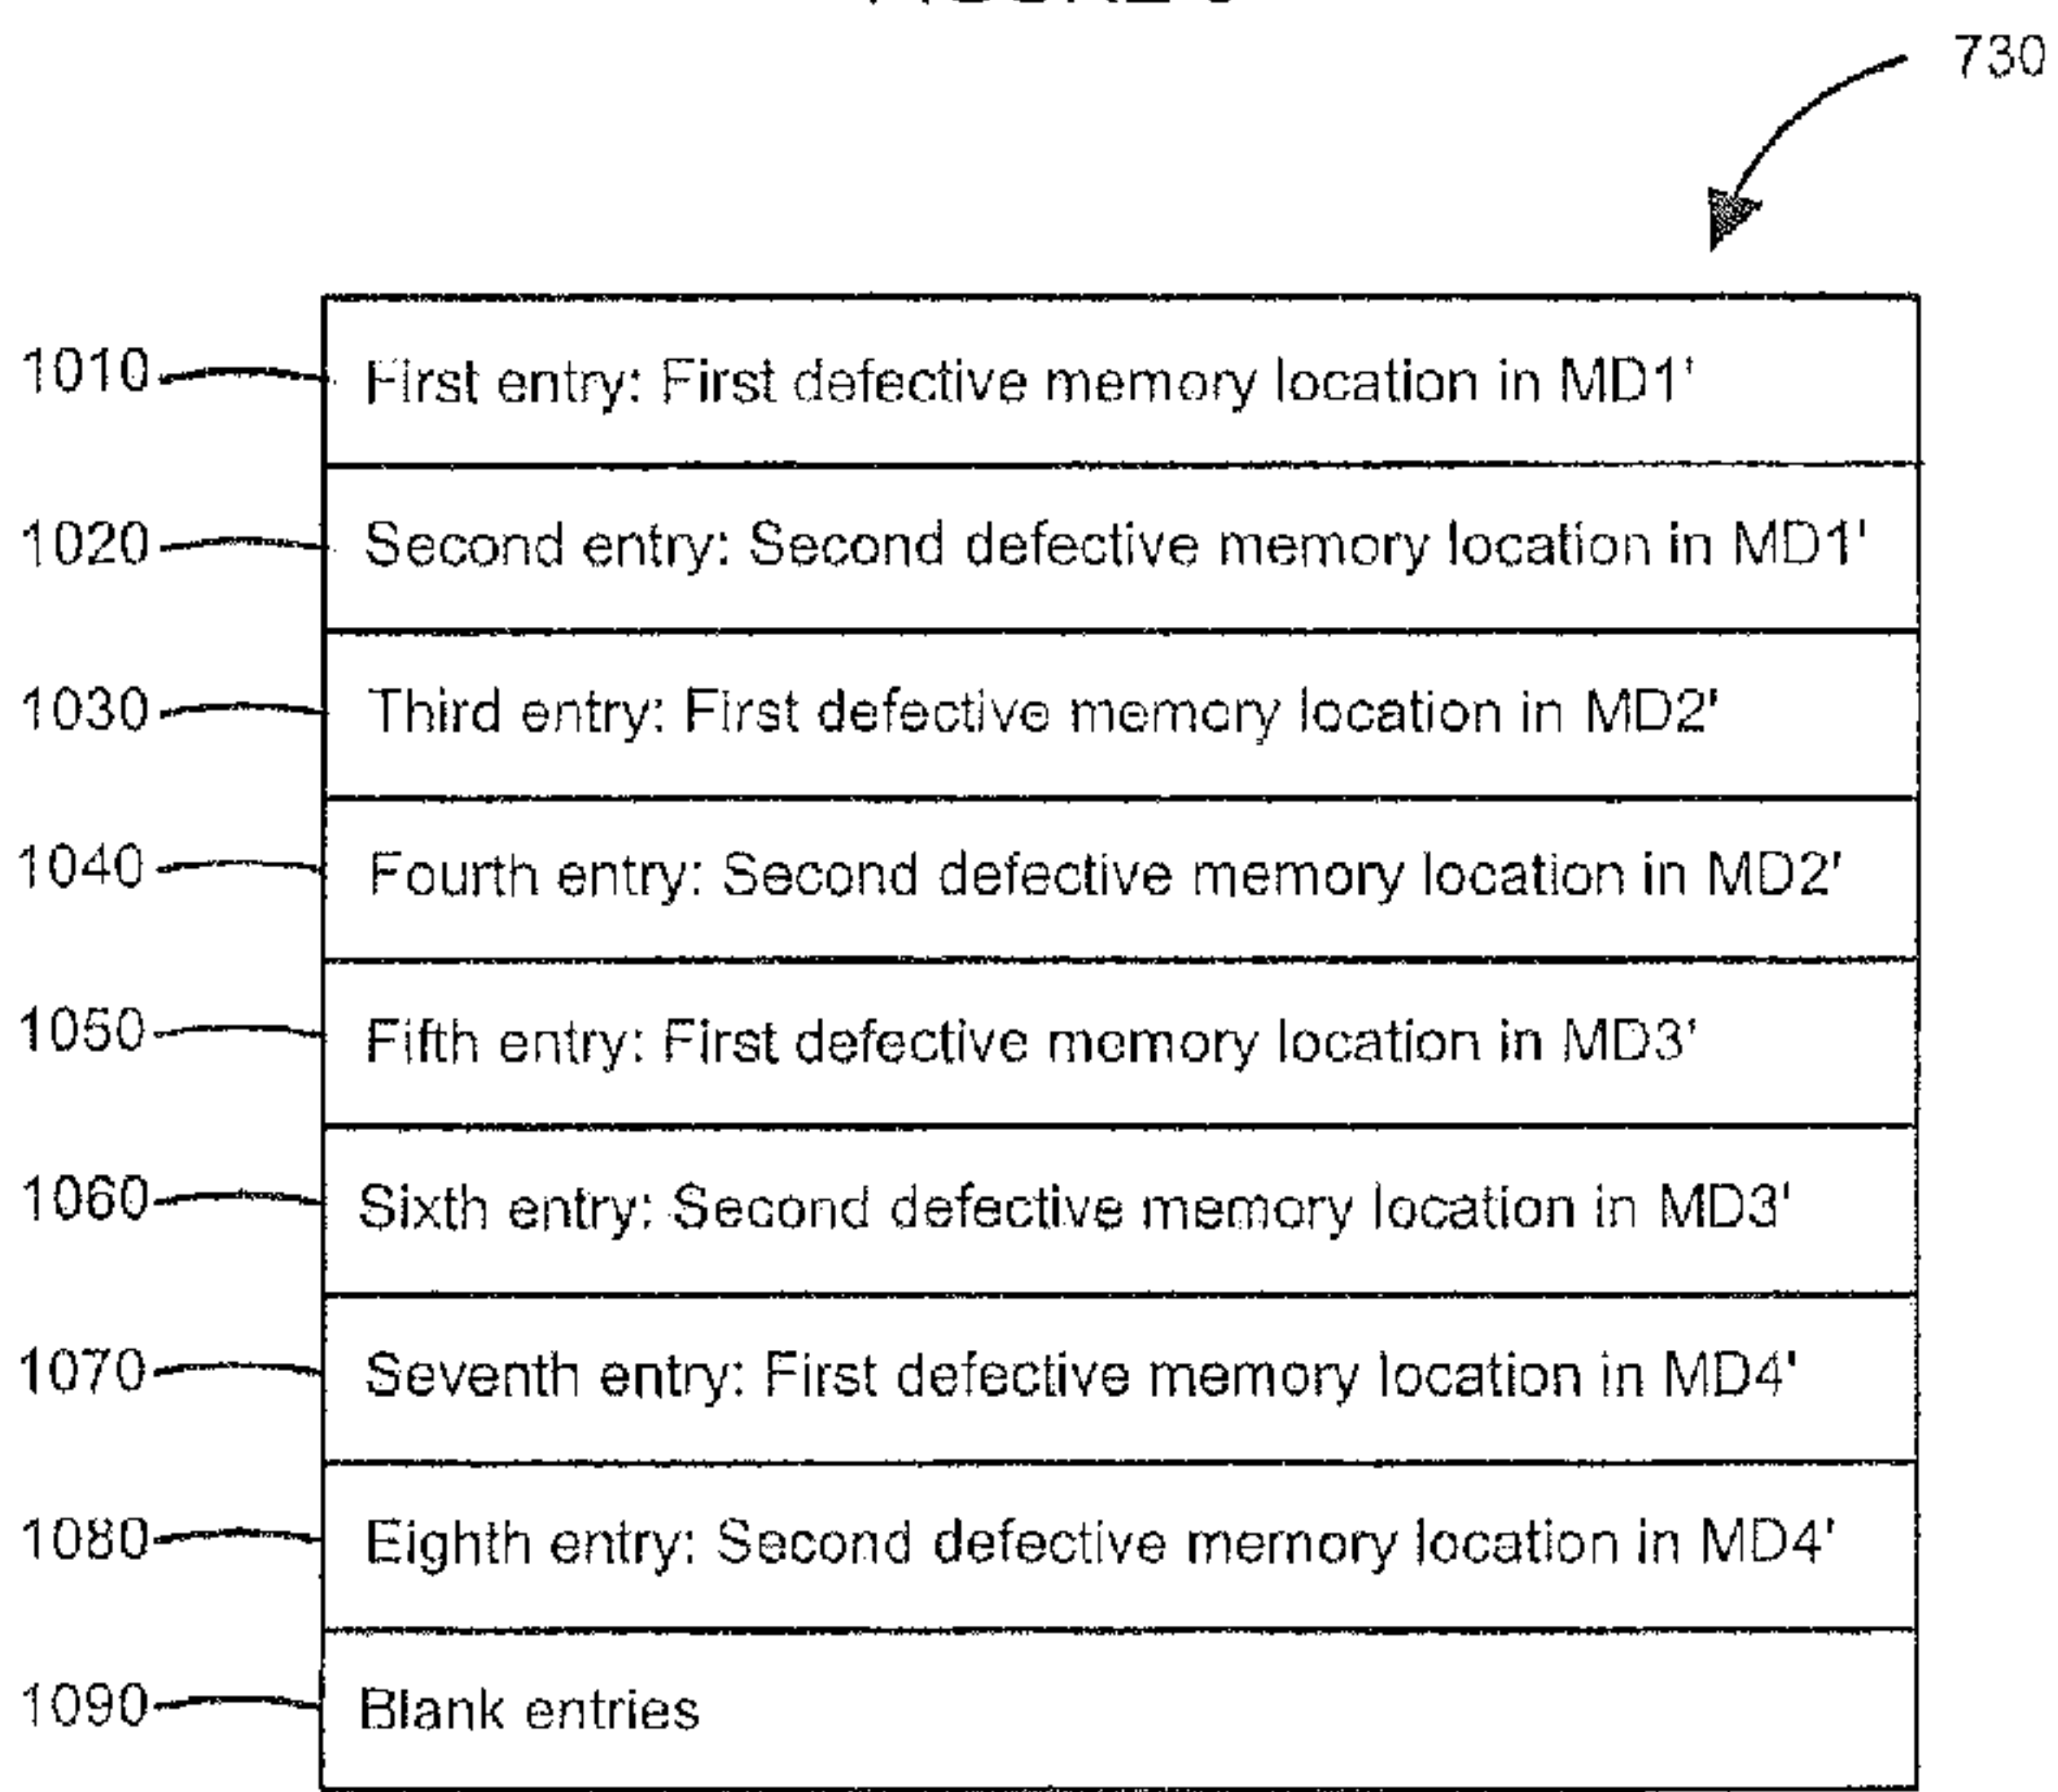 730
1010 First entry: First defective memory location in MD1'
1020 Second entry: Second defective memory location in MD1'
1030 Third entry: First defective memory location in MD2'
1040 Fourth entry: Second defective memory location in MD2'
1050 Fifth entry: First defective memory location in MD3'
1060 Sixth entry: Second defective memory location in MD3'
1070 Seventh entry: First defective memory location in MD4'
1080 Eighth entry: Second defective memory location in MD4'
1090 Blank entries